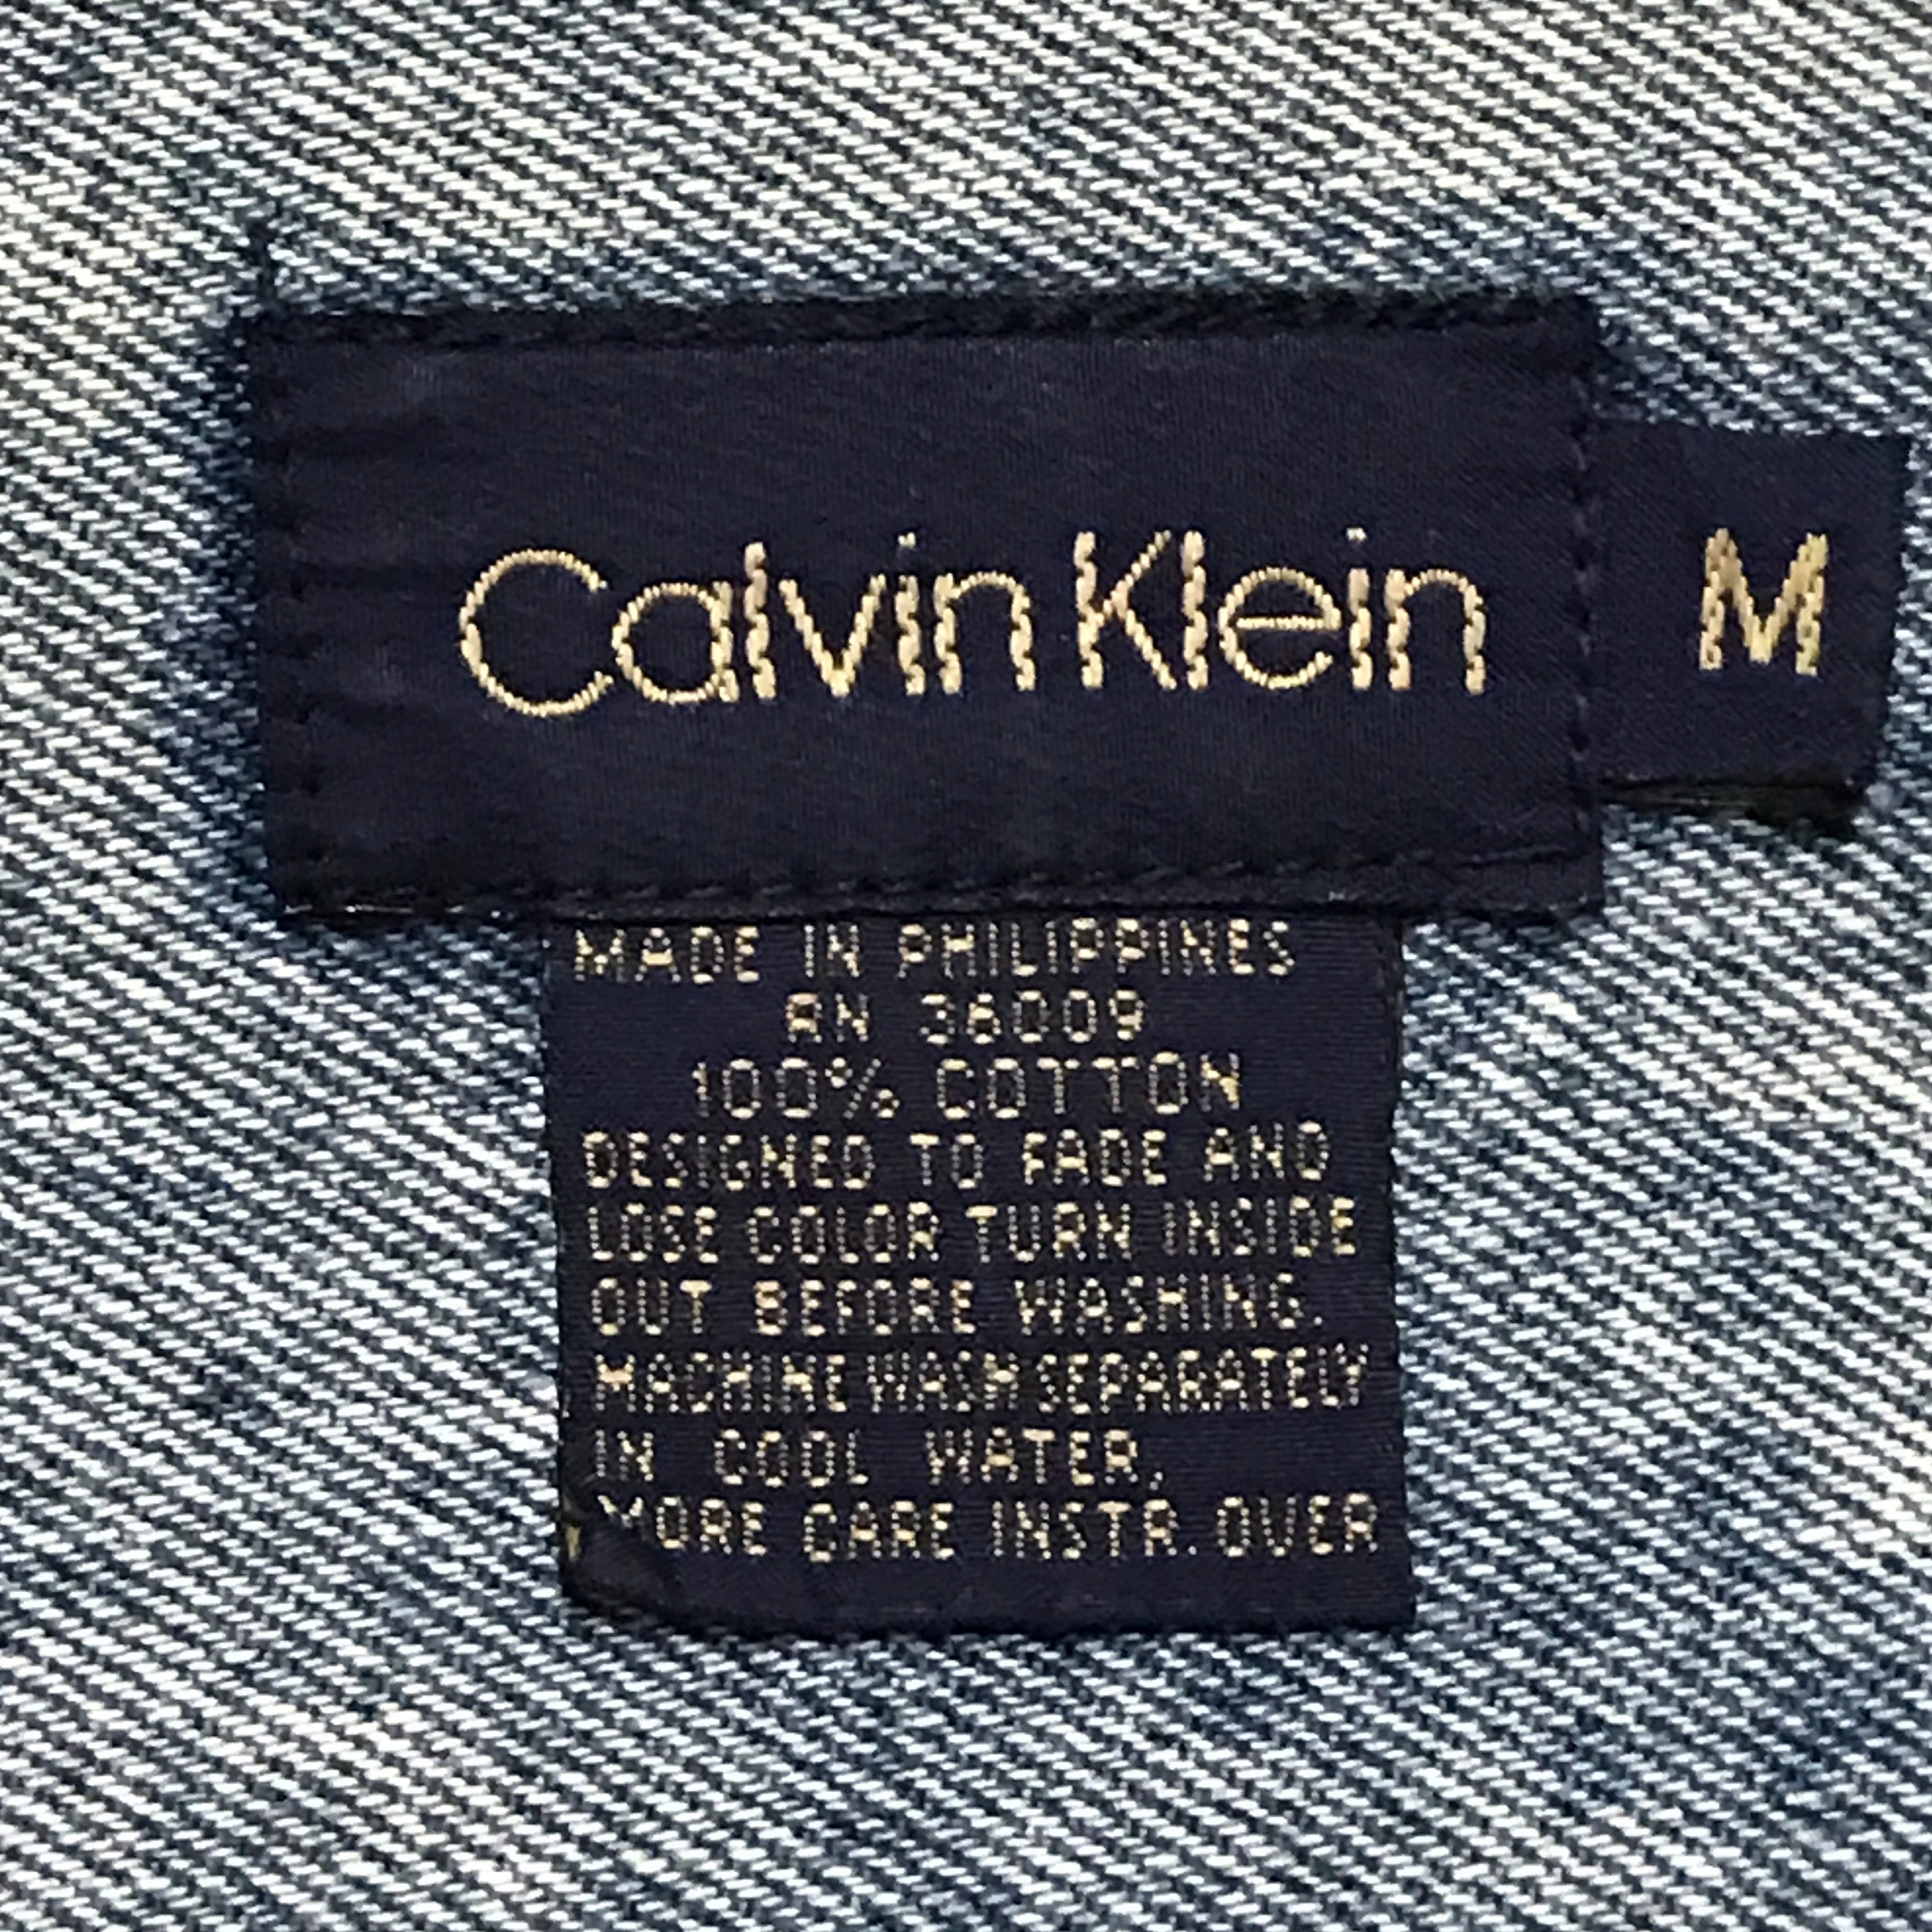 Calvin Klein
M
MADE IN PHILIPPINES
RN 36009
100% COTTON
DESIGNED TO FADE AND
LOSE COLOR TURN INSIDE
OUT BEFORE WASHING.
MACHINE WASH SEPARATELY
IN COOL WATER,
MORE CARE INSTR. OVER